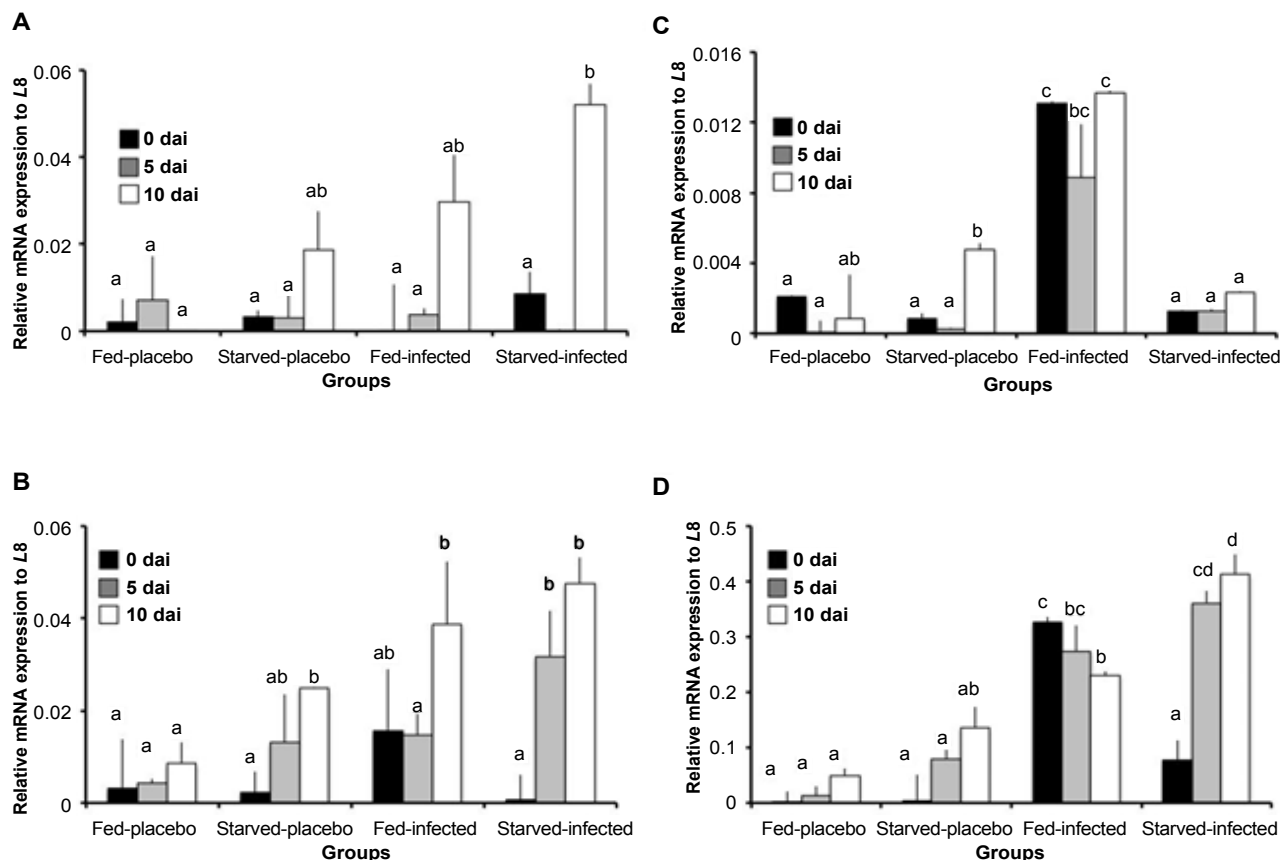 A
Relative mRNA expression to L8
0.06
0.04
0.02
0
0 dai
5 dai
10 dai
a a a
a a ab
a a ab
a a b
Fed-placebo Starved-placebo Fed-infected Starved-infected
Groups
C
Relative mRNA expression to L8
0.016
0.012
0.008
0.004
0
0 dai
5 dai
10 dai
a a ab
a a b
c bc c
a a a
Fed-placebo Starved-placebo Fed-infected Starved-infected
Groups
B
Relative mRNA expression to L8
0.06
0.04
0.02
0
0 dai
5 dai
10 dai
a a a
a ab b
ab a b
a b b
Fed-placebo Starved-placebo Fed-infected Starved-infected
Groups
D
Relative mRNA expression to L8
0.5
0.4
0.3
0.2
0.1
0
0 dai
5 dai
10 dai
a a a
a a ab
c bc b
a cd d
Fed-placebo Starved-placebo Fed-infected Starved-infected
Groups